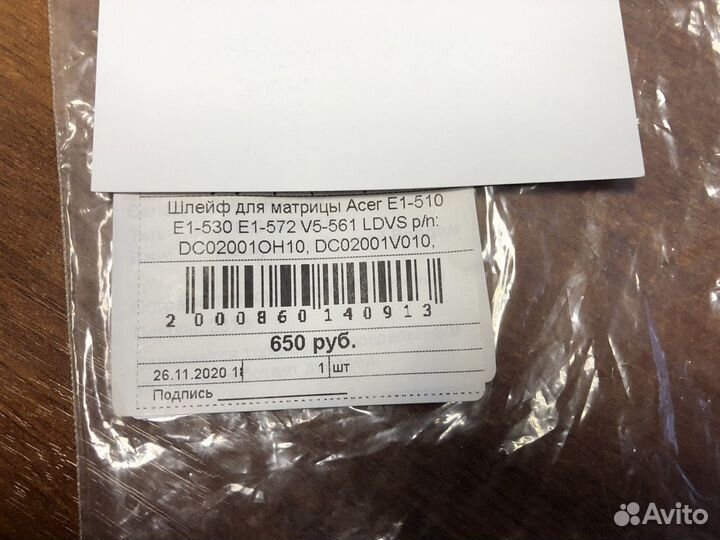 Шлейф для матрицы Acer E1-510
E1-530 E1-572 V5-561 LDVS p/n:
DC02001OH10, DC02001V010,
2000860140913
650 руб.
26.11.2020 1 шт
Подпись
Avito